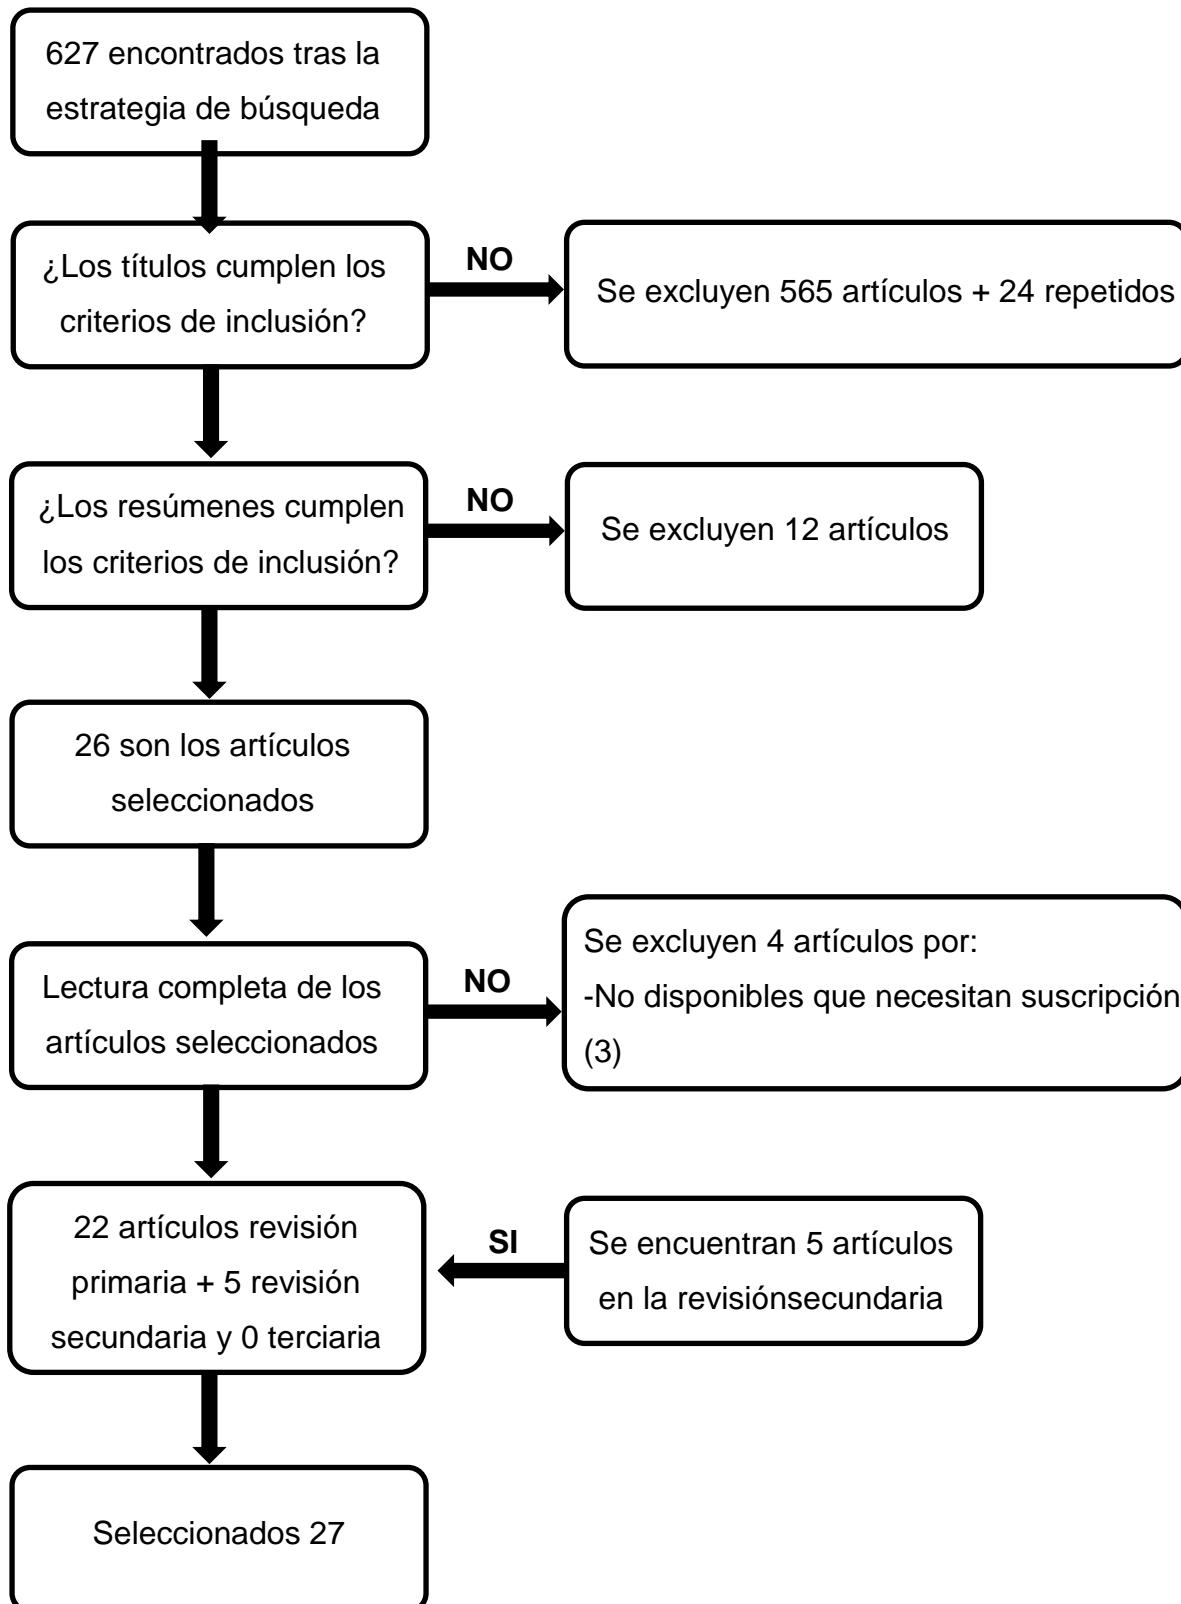 627 encontrados tras la
estrategia de búsqueda
¿Los títulos cumplen los
criterios de inclusión?
NO
Se excluyen 565 artículos + 24 repetidos
¿Los resúmenes cumplen
los criterios de inclusión?
NO
Se excluyen 12 artículos
26 son los artículos
seleccionados
Lectura completa de los
artículos seleccionados
NO
Se excluyen 4 artículos por:
-No disponibles que necesitan suscripción
(3)
22 artículos revisión
primaria + 5 revisión
secundaria y 0 terciaria
SI
Se encuentran 5 artículos
en la revisiónsecundaria
Seleccionados 27